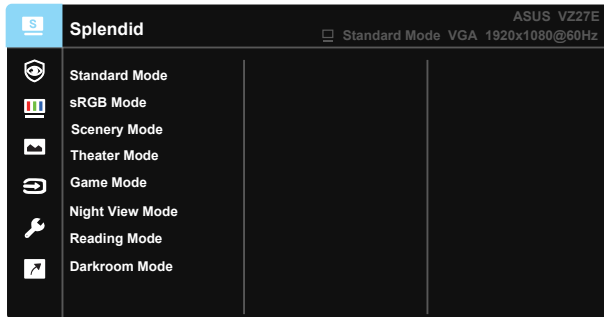 S
Splendid
ASUS VZ27E
Standard Mode VGA 1920x1080@60Hz
Standard Mode
sRGB Mode
Scenery Mode
Theater Mode
Game Mode
Night View Mode
Reading Mode
Darkroom Mode